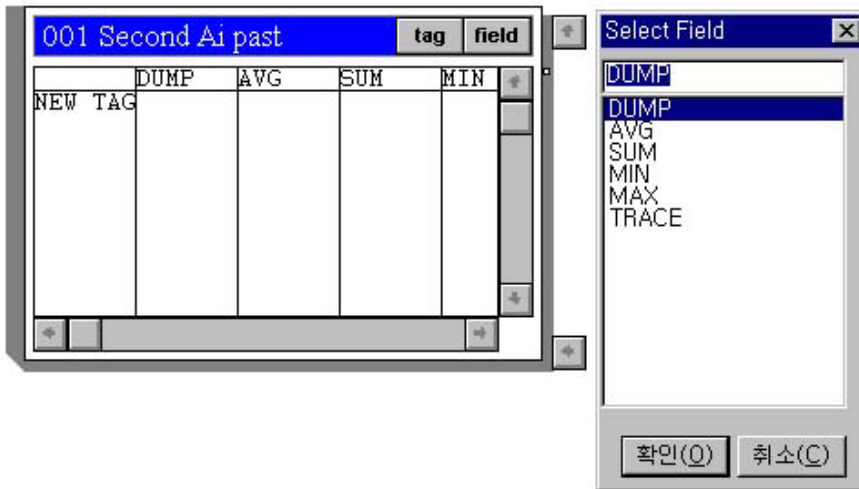 001 Second Ai past tag field
DUMP AVG SUM MIN
NEW TAG
Select Field
DUMP
DUMP
AVG
SUM
MIN
MAX
TRACE
확인(O) 취소(C)